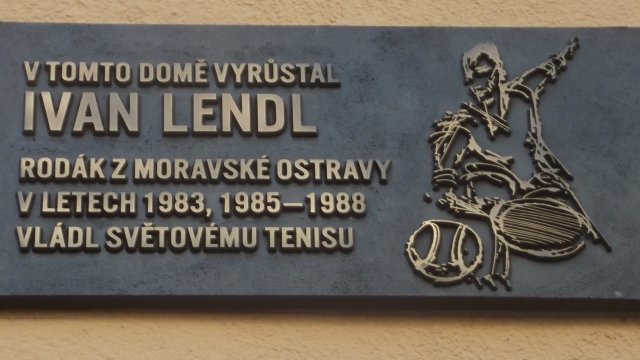 V TOMTO DOMĚ VYRŮSTAL
IVAN LENDL
RODÁK Z MORAVSKÉ OSTRAVY
V LETECH 1983, 1985–1988
VLÁDL SVĚTOVÉMU TENISU